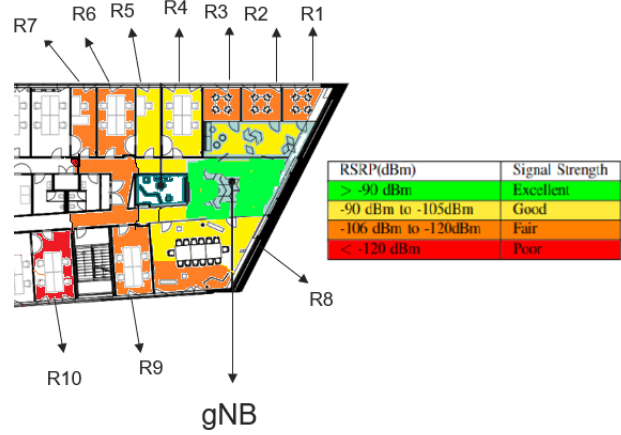 R7 R6 R5 R4 R3 R2 R1
RSRP(dBm) Signal Strength
> -90 dBm Excellent
-90 dBm to -105dBm Good
-106 dBm to -120dBm Fair
< -120 dBm Poor
R8
R9
R10
gNB